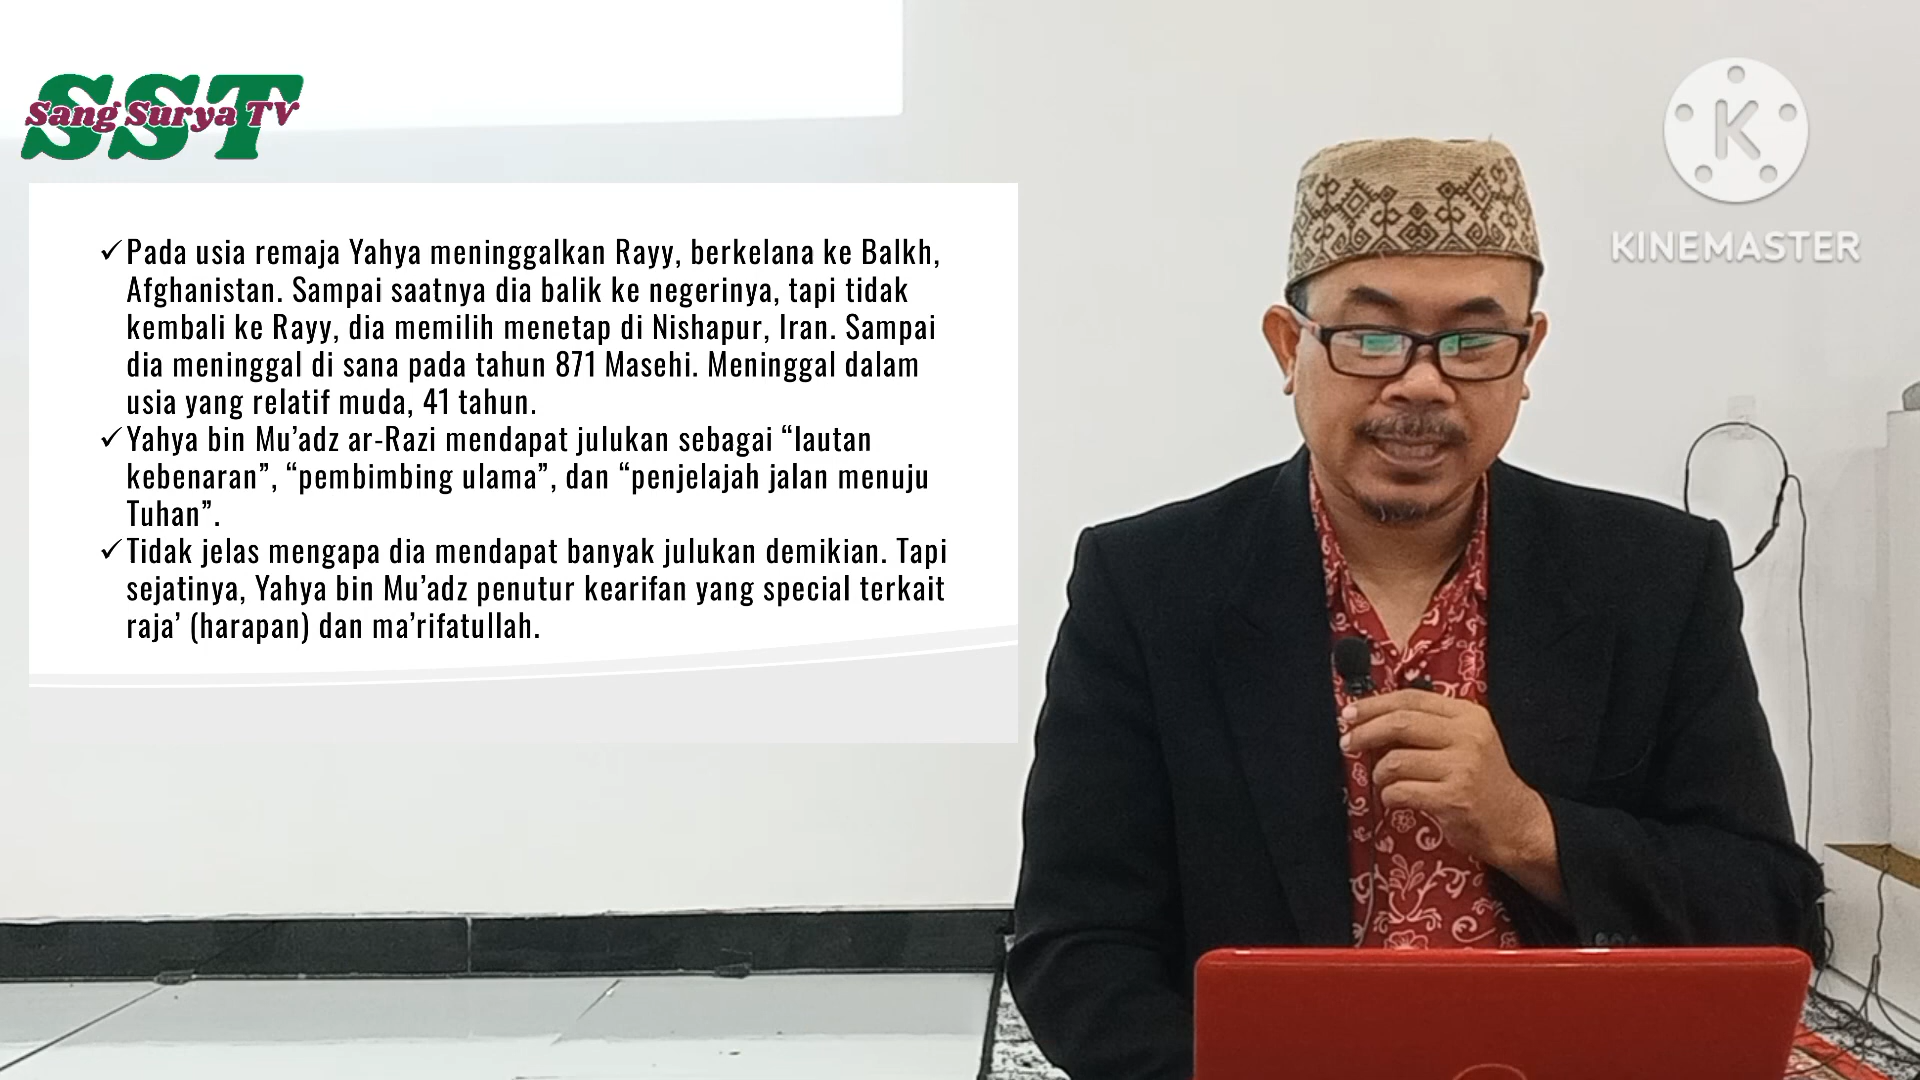 SST
Sang Surya TV
K
KINEMASTER
✓Pada usia remaja Yahya meninggalkan Rayy, berkelana ke Balkh,
Afghanistan. Sampai saatnya dia balik ke negerinya, tapi tidak
kembali ke Rayy, dia memilih menetap di Nishapur, Iran. Sampai
dia meninggal di sana pada tahun 871 Masehi. Meninggal dalam
usia yang relatif muda, 41 tahun.
✓Yahya bin Mu’adz ar-Razi mendapat julukan sebagai “lautan
kebenaran”, “pembimbing ulama”, dan “penjelajah jalan menuju
Tuhan”.
✓Tidak jelas mengapa dia mendapat banyak julukan demikian. Tapi
sejatinya, Yahya bin Mu’adz penutur kearifan yang special terkait
raja’ (harapan) dan ma’rifatullah.